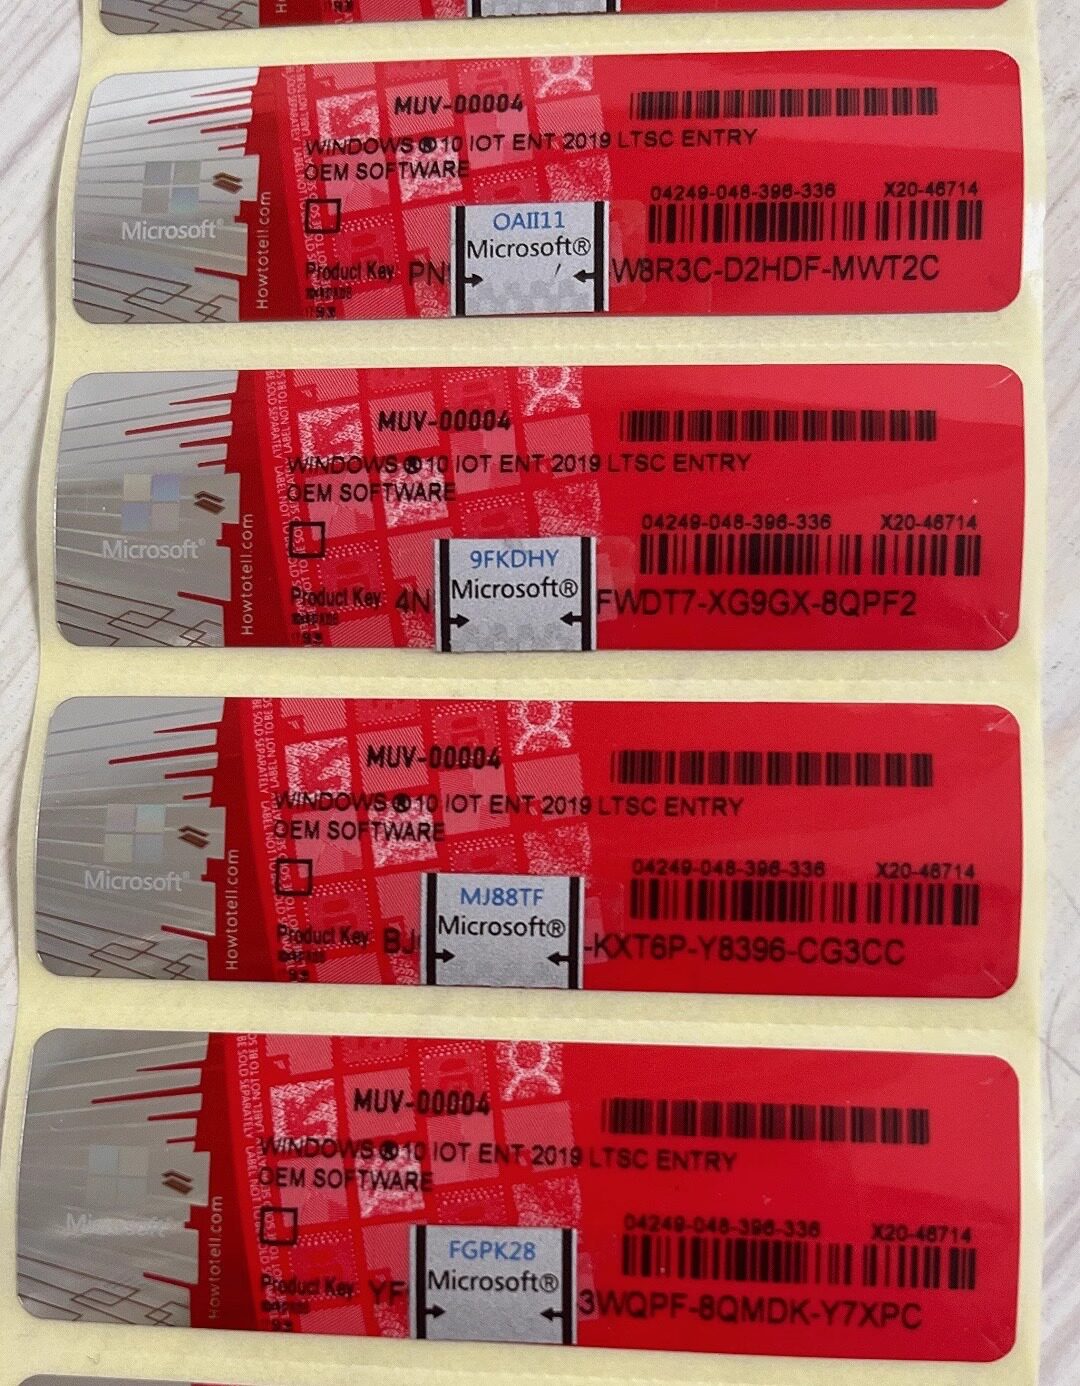 MUV-00004
WINDOWS ® 10 IOT ENT 2019 LTSC ENTRY
OEM SOFTWARE
04249-048-396-336 X20-46714
Microsoft®
Howtotell.com
OAII11
Microsoft®
Product Key PN W8R3C-D2HDF-MWT2C
MUV-00004
WINDOWS ® 10 IOT ENT 2019 LTSC ENTRY
OEM SOFTWARE
04249-048-396-336 X20-46714
Microsoft®
Howtotell.com
9FKDHY
Microsoft®
Product Key 4N FWDT7-XG9GX-8QPF2
MUV-00004
WINDOWS ® 10 IOT ENT 2019 LTSC ENTRY
OEM SOFTWARE
04249-048-396-336 X20-46714
Microsoft®
Howtotell.com
MJ88TF
Microsoft®
Product Key BJ -KXT6P-Y8396-CG3CC
MUV-00004
WINDOWS ® 10 IOT ENT 2019 LTSC ENTRY
OEM SOFTWARE
04249-048-396-336 X20-46714
Microsoft
Howtotell.com
FGPK28
Microsoft®
Product Key YF 3WQPF-8QMDK-Y7XPC